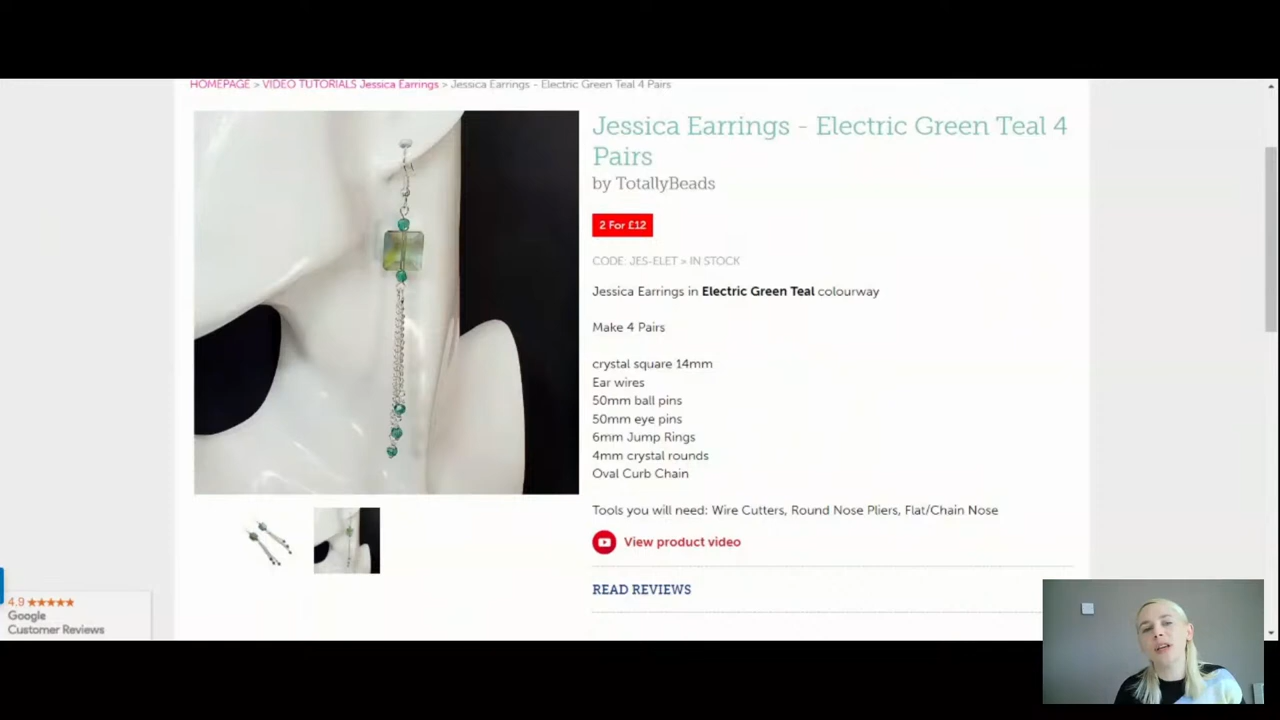 HOMEPAGE > VIDEO TUTORIALS Jessica Earrings > Jessica Earrings - Electric Green Teal 4 Pairs
Jessica Earrings - Electric Green Teal 4
Pairs
by TotallyBeads
2 For £12
CODE: JES-ELET > IN STOCK
Jessica Earrings in Electric Green Teal colourway
Make 4 Pairs
crystal square 14mm
Ear wires
50mm ball pins
50mm eye pins
6mm Jump Rings
4mm crystal rounds
Oval Curb Chain
Tools you will need: Wire Cutters, Round Nose Pliers, Flat/Chain Nose
View product video
READ REVIEWS
4.9
Google
Customer Reviews